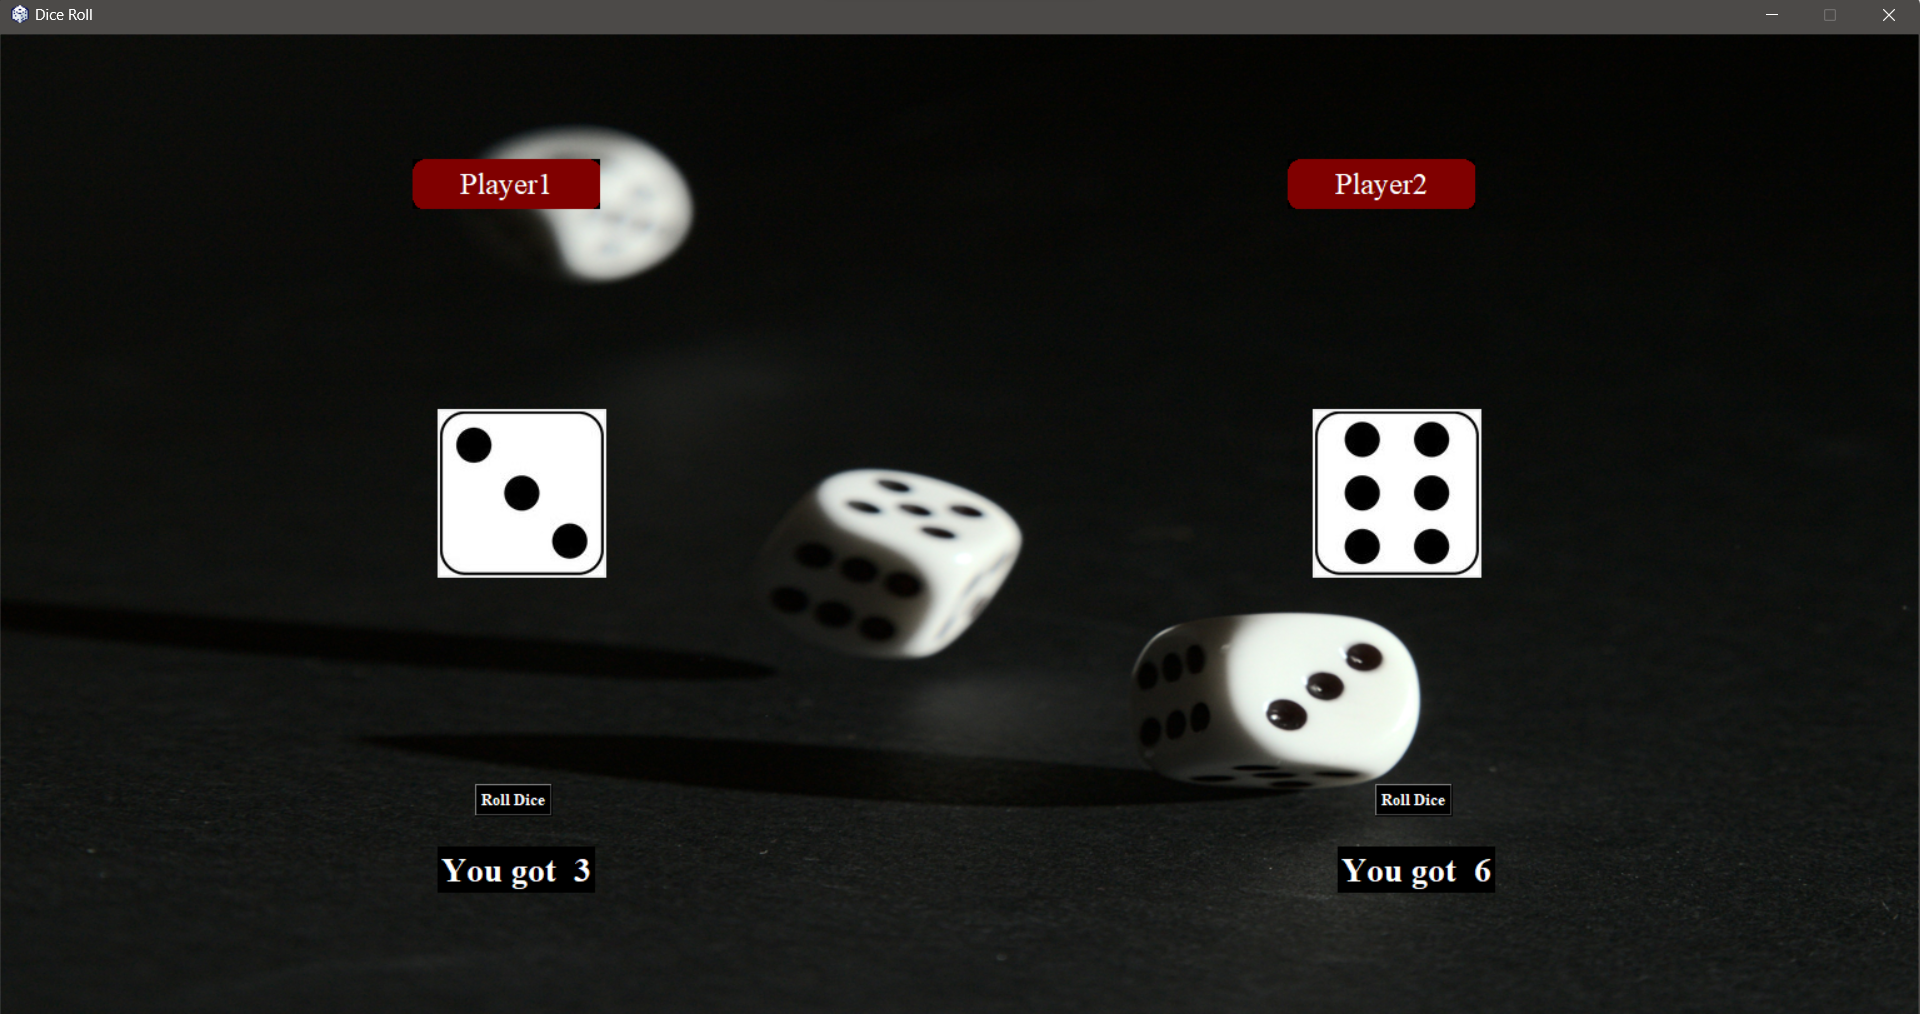 Dice Roll
Player1
Player2
Roll Dice
Roll Dice
You got 3
You got 6